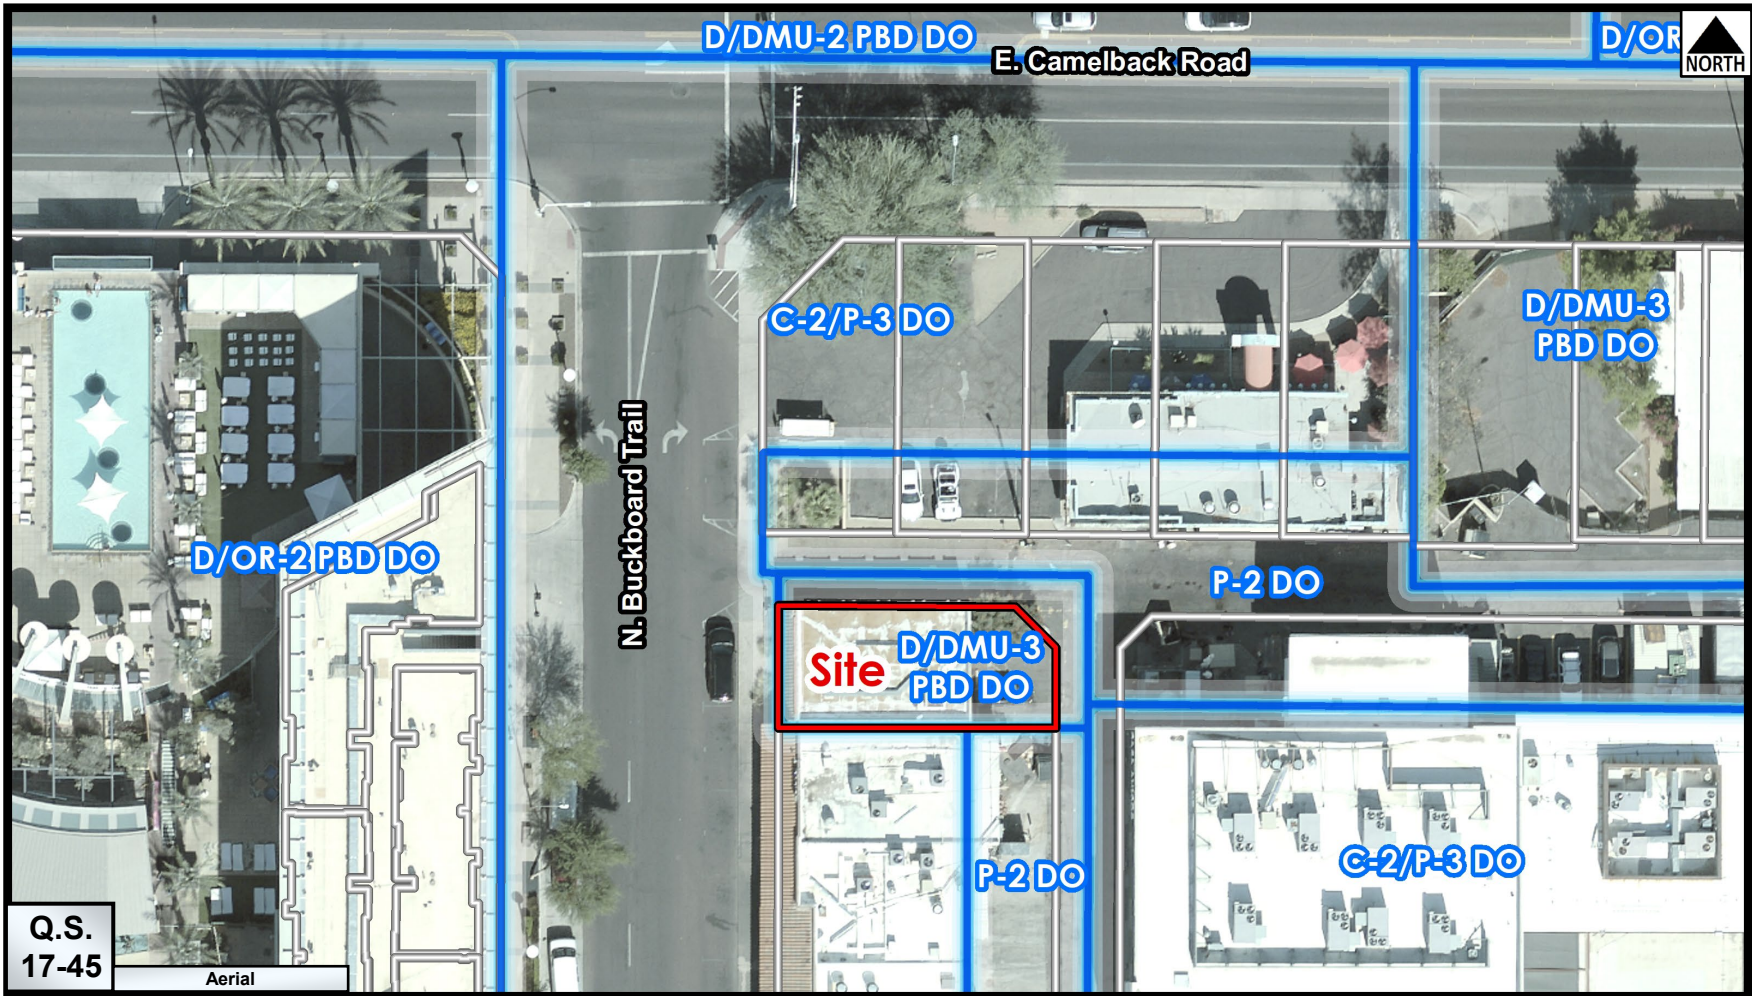 D/DMU-2 PBD DO
D/OR
E. Camelback Road
NORTH
C-2/P-3 DO
D/DMU-3
PBD DO
N. Buckboard Trail
D/OR-2 PBD DO
P-2 DO
Site
D/DMU-3
PBD DO
P-2 DO
C-2/P-3 DO
Q.S.
17-45
Aerial